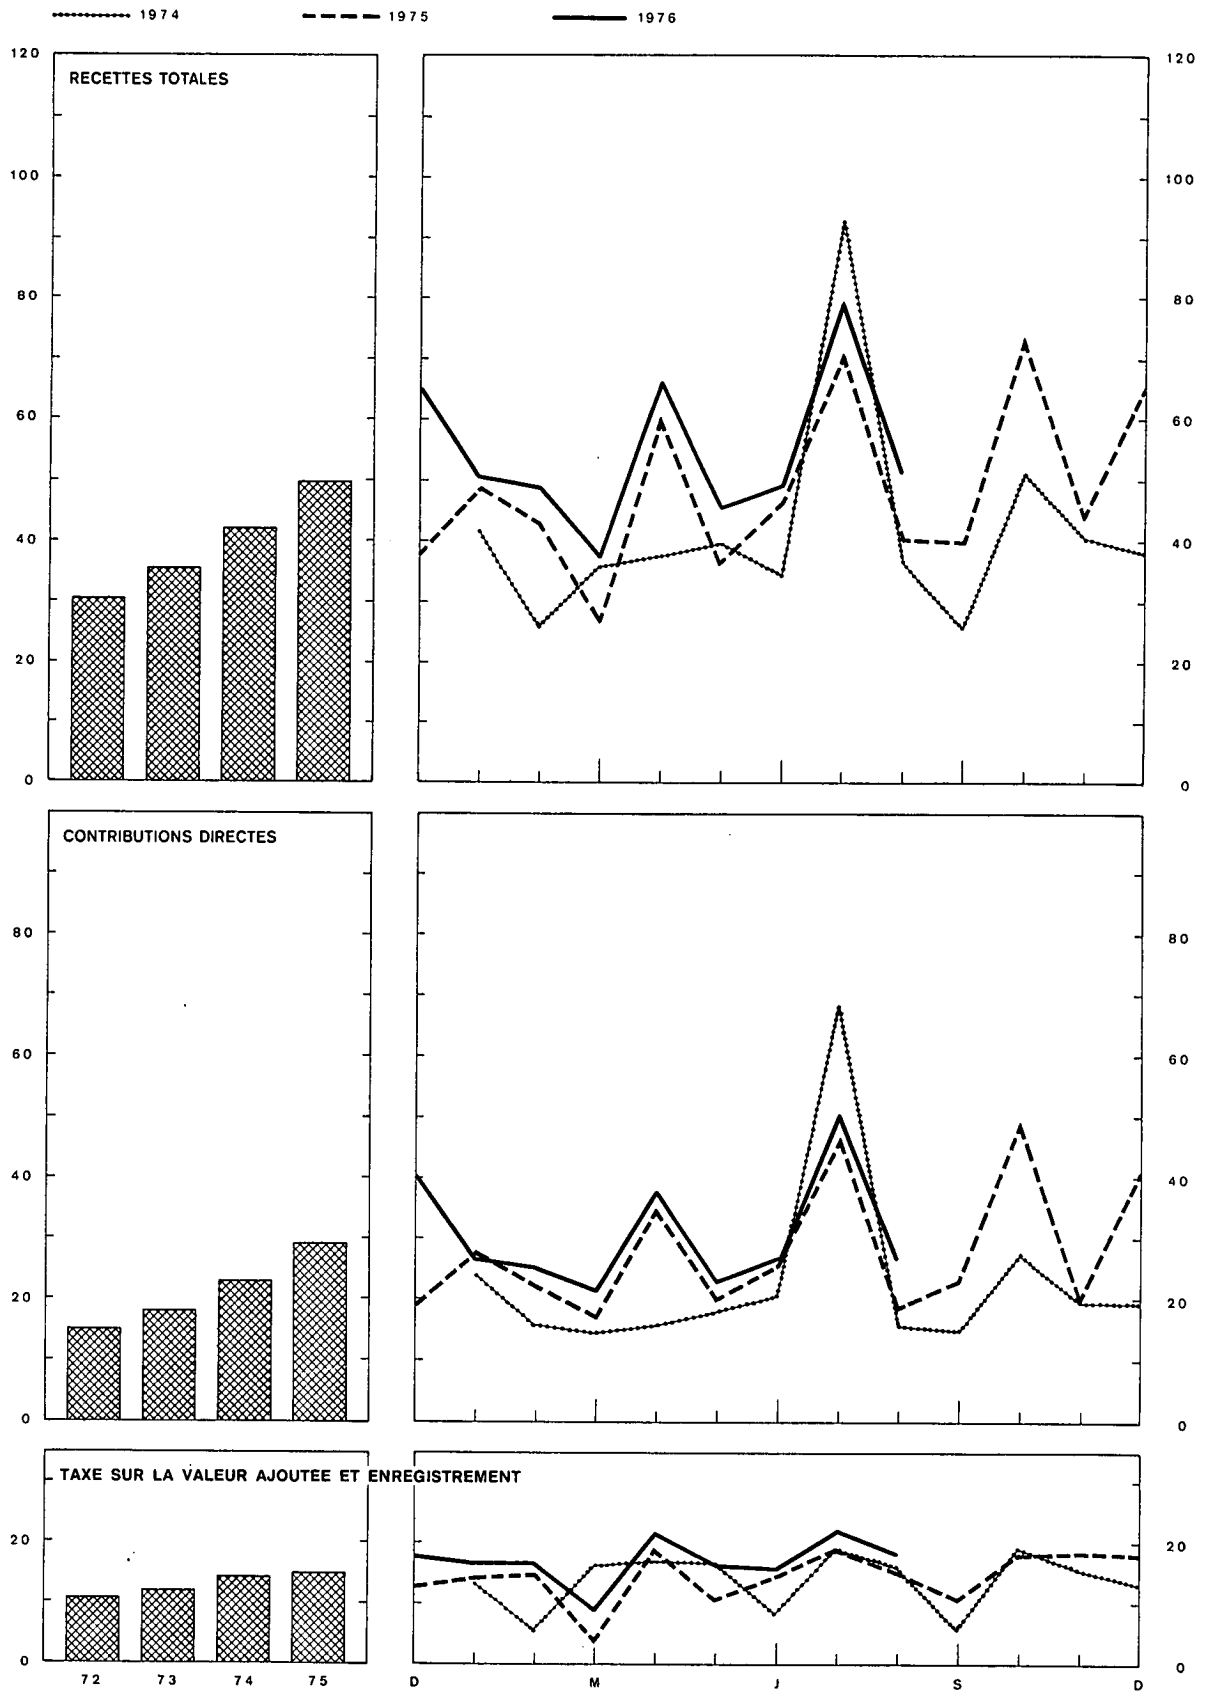 1974 1975 1976
120 120
RECETTES TOTALES
100 100
80 80
60 60
40 40
20 20
0 0
CONTRIBUTIONS DIRECTES
80 80
60 60
40 40
20 20
0 0
TAXE SUR LA VALEUR AJOUTEE ET ENREGISTREMENT
20 20
0 0
72 73 74 75 D M J S D